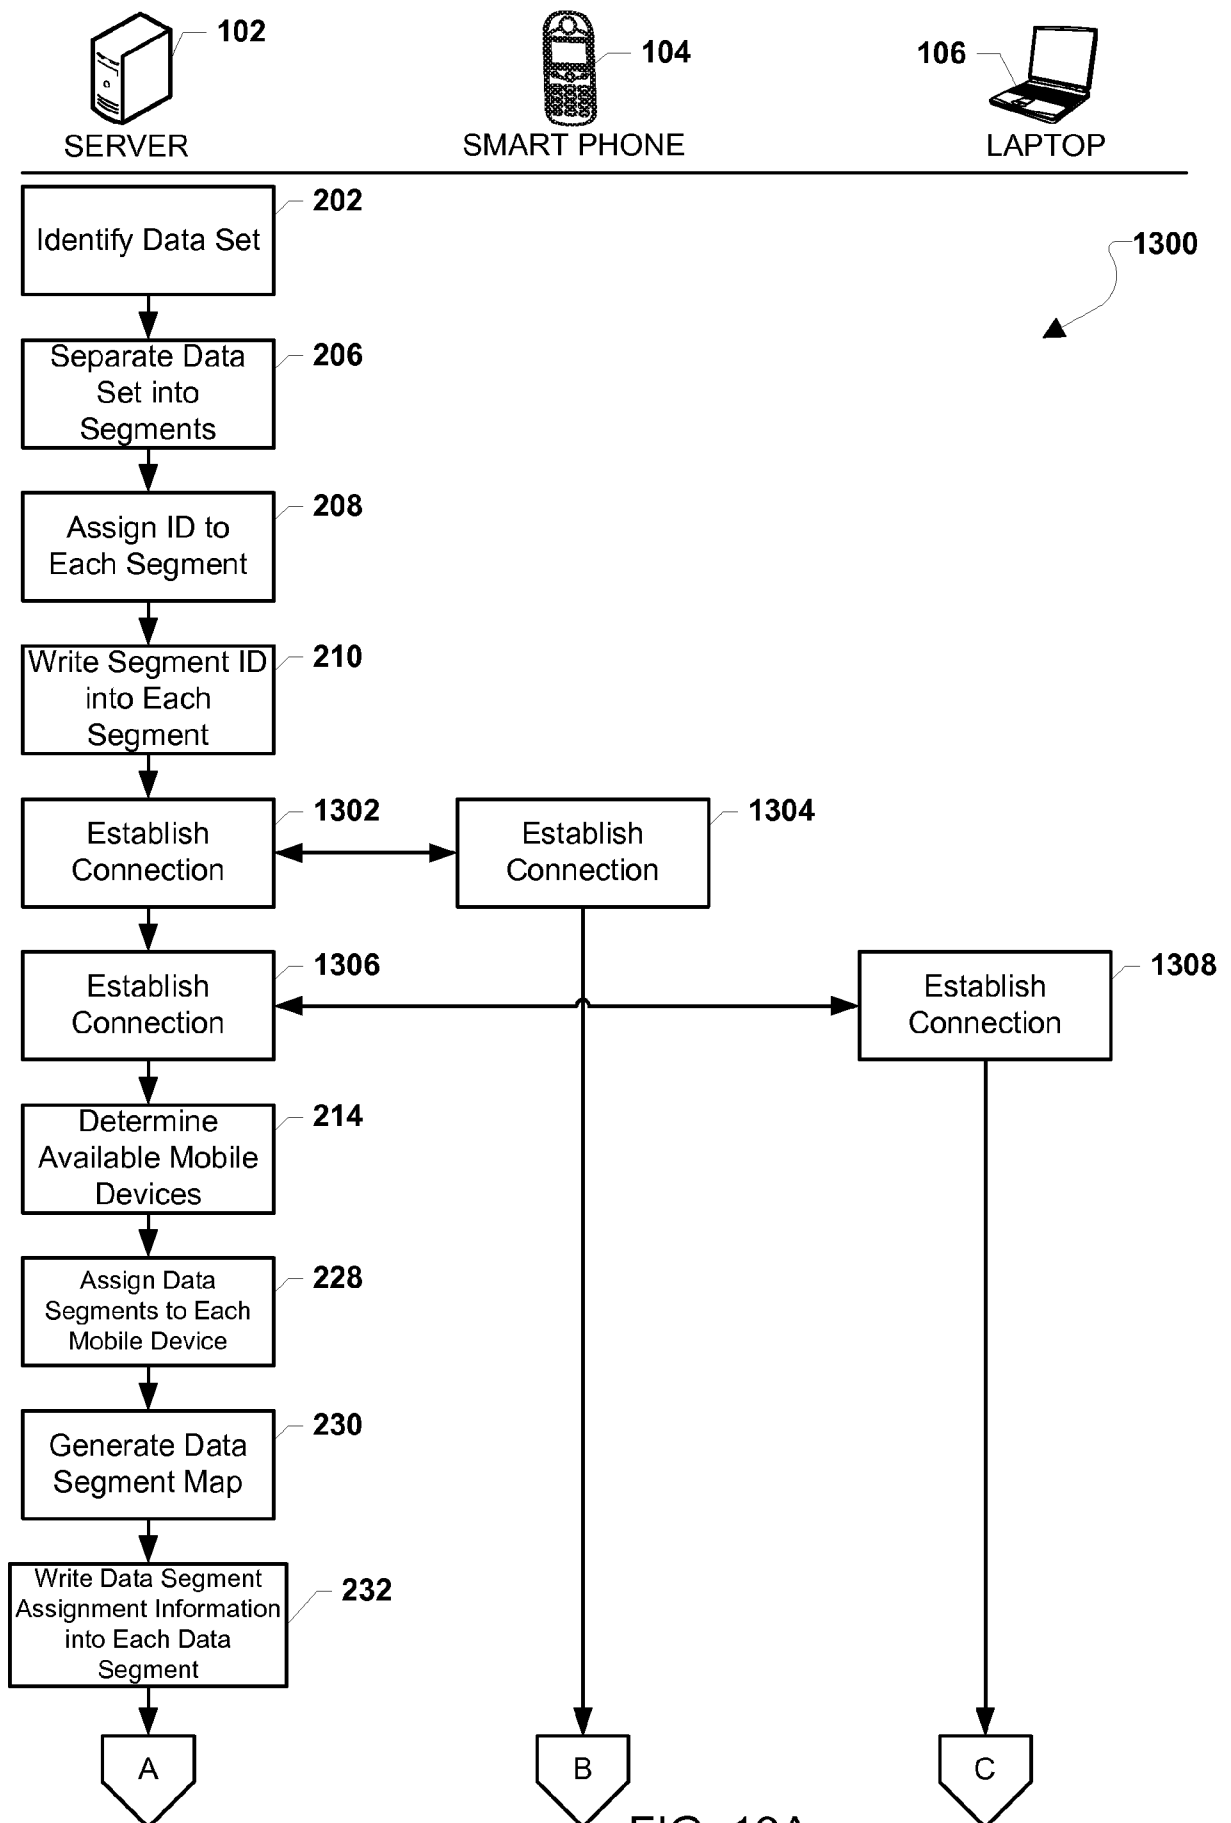 102
104
106
SERVER
SMART PHONE
LAPTOP
202
Identify Data Set
1300
206
Separate Data
Set into
Segments
208
Assign ID to
Each Segment
210
Write Segment ID
into Each
Segment
1302
Establish
Connection
1304
Establish
Connection
1306
Establish
Connection
1308
Establish
Connection
214
Determine
Available Mobile
Devices
228
Assign Data
Segments to Each
Mobile Device
230
Generate Data
Segment Map
232
Write Data Segment
Assignment Information
into Each Data
Segment
A
B
C